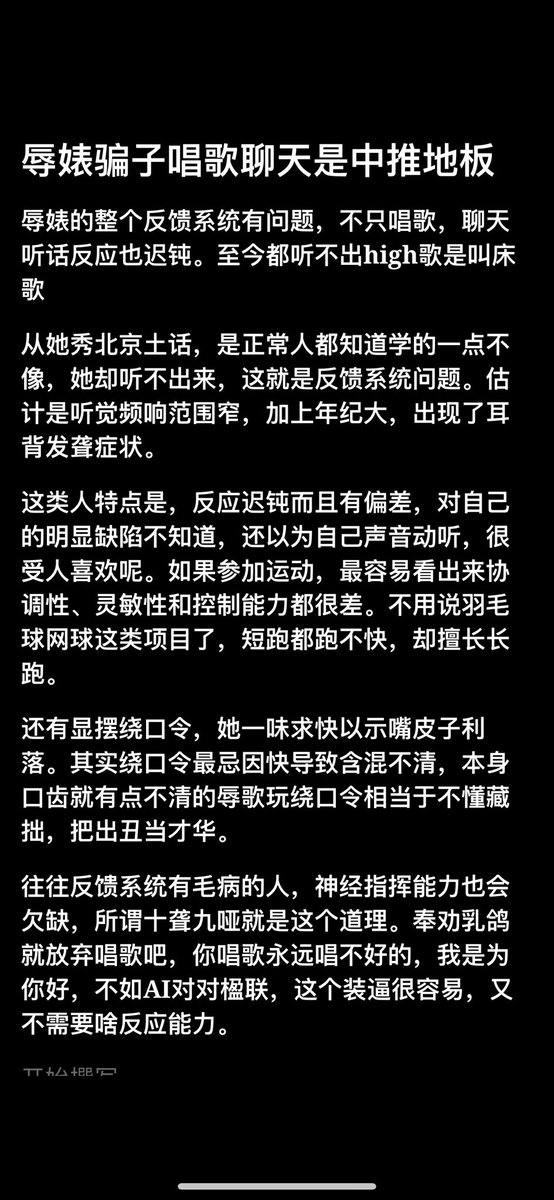 辱婊骗子唱歌聊天是中推地板
辱婊的整个反馈系统有问题，不只唱歌，聊天
听话反应也迟钝。至今都听不出high歌是叫床
歌
从她秀北京土话，是正常人都知道学的一点不
像，她却听不出来，这就是反馈系统问题。估
计是听觉频响范围窄，加上年纪大，出现了耳
背发聋症状。
这类人特点是，反应迟钝而且有偏差，对自己
的明显缺陷不知道，还以为自己声音动听，很
受人喜欢呢。如果参加运动，最容易看出来协
调性、灵敏性和控制能力都很差。不用说羽毛
球网球这类项目了，短跑都跑不快，却擅长长
跑。
还有显摆绕口令，她一味求快以示嘴皮子利
落。其实绕口令最忌因快导致含混不清，本身
口齿就有点不清的辱歌玩绕口令相当于不懂藏
拙，把出丑当才华。
往往反馈系统有毛病的人，神经指挥能力也会
欠缺，所谓十聋九哑就是这个道理。奉劝乳鸽
就放弃唱歌吧，你唱歌永远唱不好的，我是为
你好，不如AI对对楹联，这个装逼很容易，又
不需要啥反应能力。
开始撰写